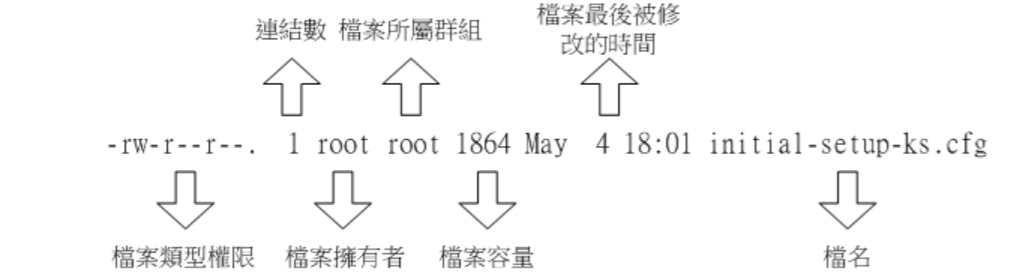 連結數 檔案所屬群組 檔案最後被修
改的時間
-rw-r--r--. 1 root root 1864 May 4 18:01 initial-setup-ks.cfg
檔案類型權限 檔案擁有者 檔案容量 檔名